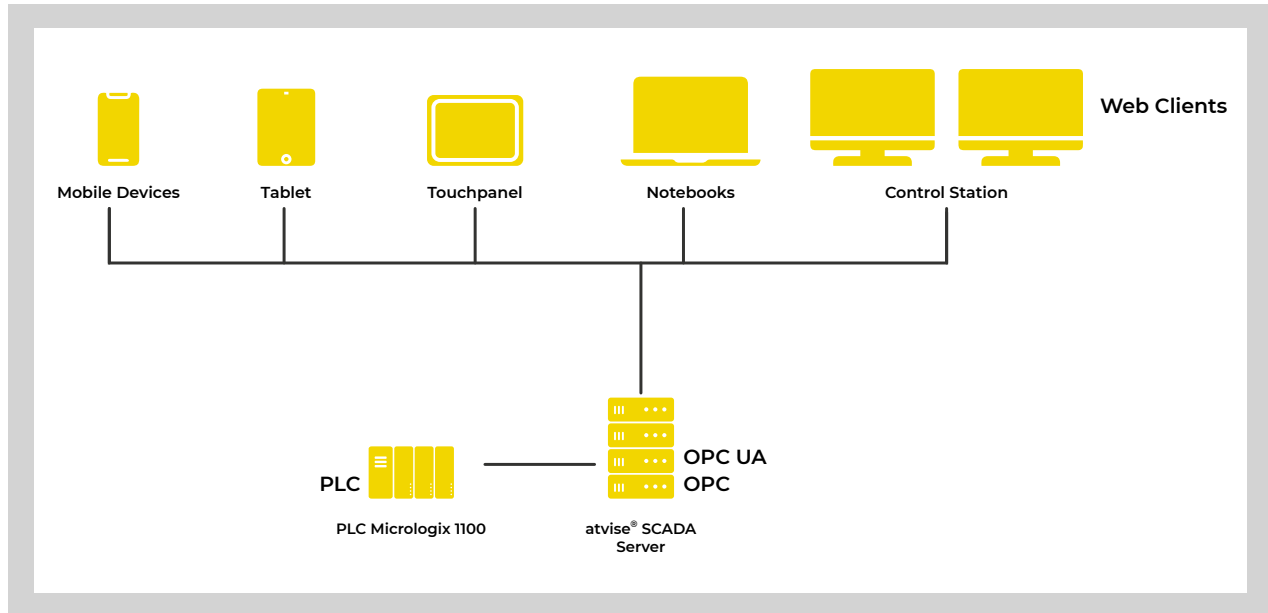 Web Clients
Mobile Devices
Tablet
Touchpanel
Notebooks
Control Station
OPC UA
PLC
OPC
PLC Micrologix 1100
atvise® SCADA
Server